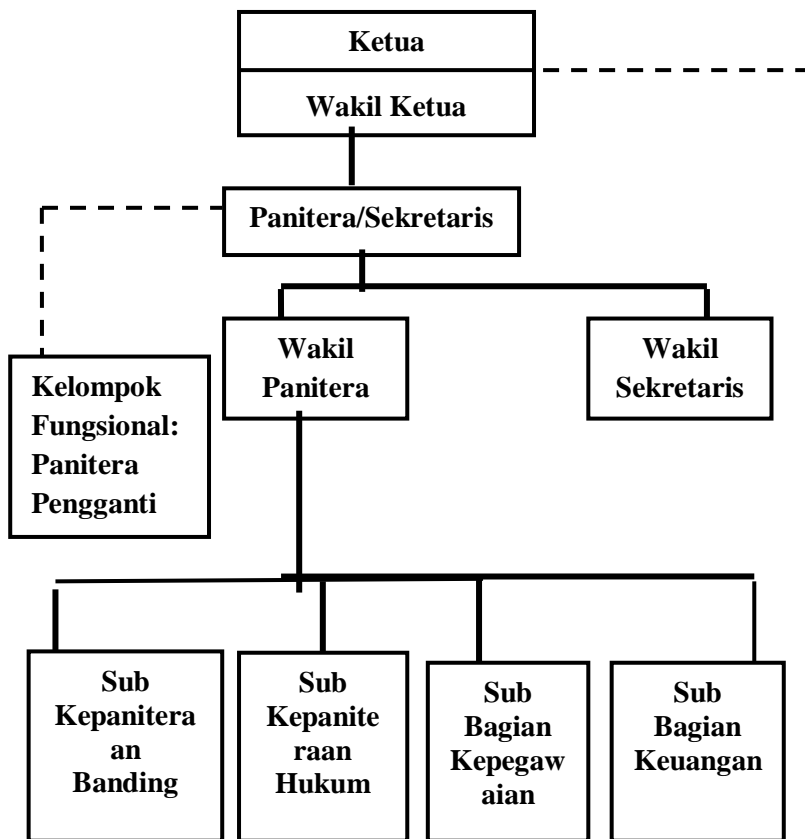 Ketua
Wakil Ketua
Panitera/Sekretaris
Wakil
Panitera
Wakil
Sekretaris
Kelompok
Fungsional:
Panitera
Pengganti
Sub
Kepanitera
an
Banding
Sub
Kepanite
raan
Hukum
Sub
Bagian
Kepegaw
aian
Sub
Bagian
Keuangan